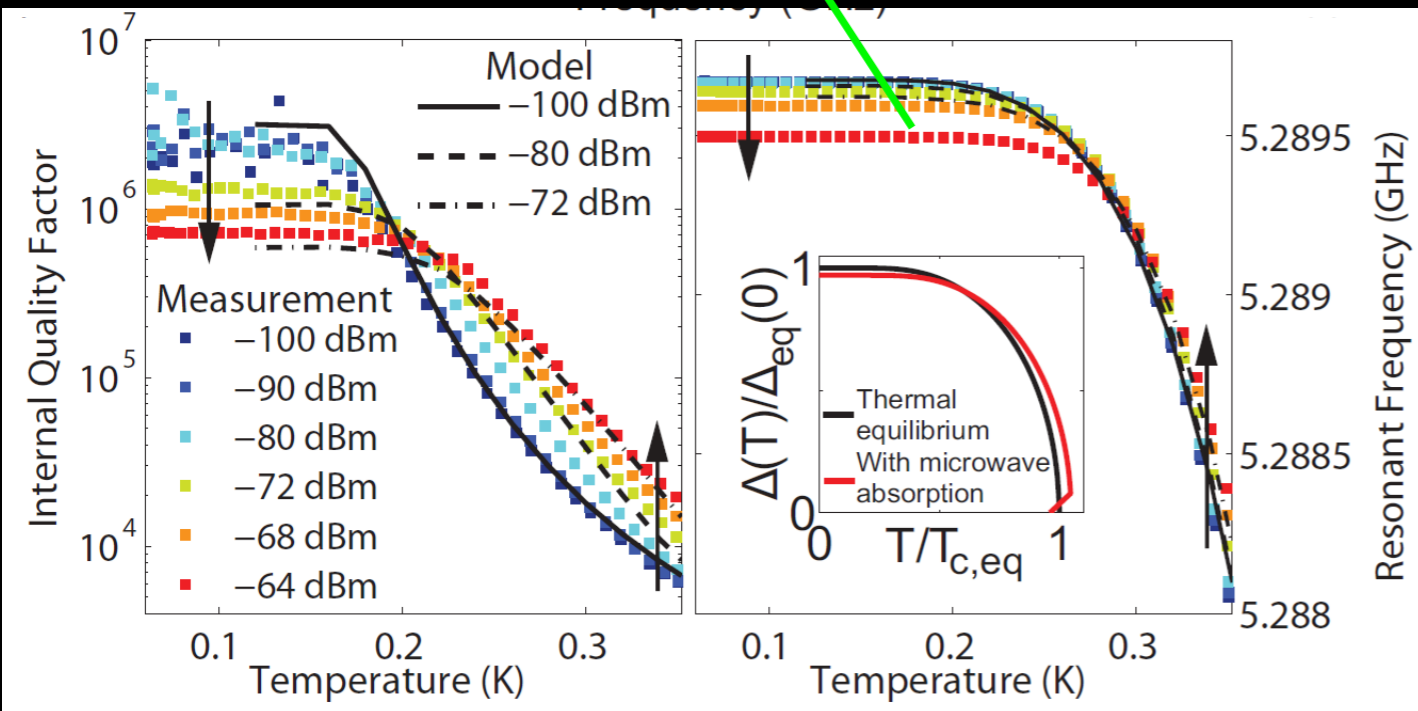 Frequency (GHz)
10^7
10^6
10^5
10^4
Internal Quality Factor
Model
−100 dBm
−80 dBm
−72 dBm
Measurement
−100 dBm
−90 dBm
−80 dBm
−72 dBm
−68 dBm
−64 dBm
0.1
0.2
0.3
Temperature (K)
5.2895
5.289
5.2885
5.288
Resonant Frequency (GHz)
1
0
Δ(T)/Δeq(0)
Thermal
equilibrium
With microwave
absorption
0
1
T/Tc,eq
0.1
0.2
0.3
Temperature (K)